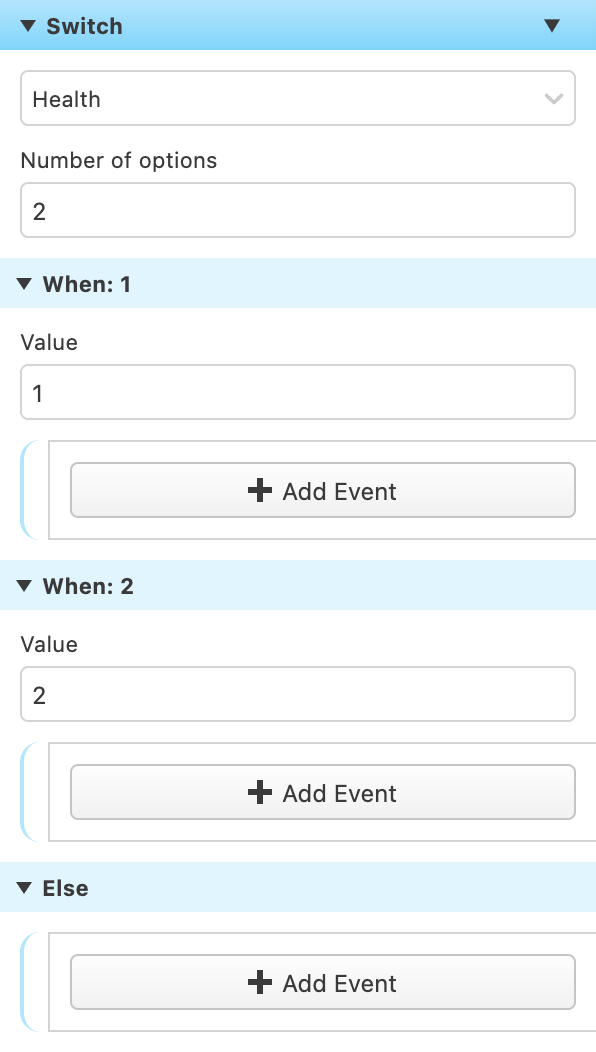 Switch
Health
Number of options
2
When: 1
Value
1
Add Event
When: 2
Value
2
Add Event
Else
Add Event